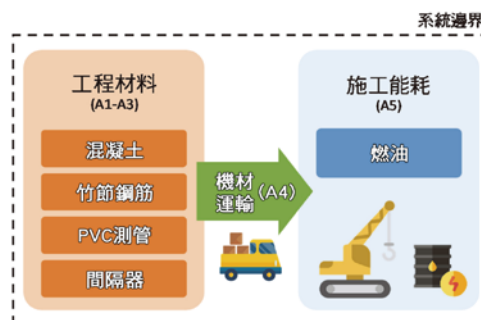 系統邊界
工程材料
(A1-A3)
混凝土
竹節鋼筋
PVC測管
間隔器
機材(A4)
運輸
施工能耗
(A5)
燃油